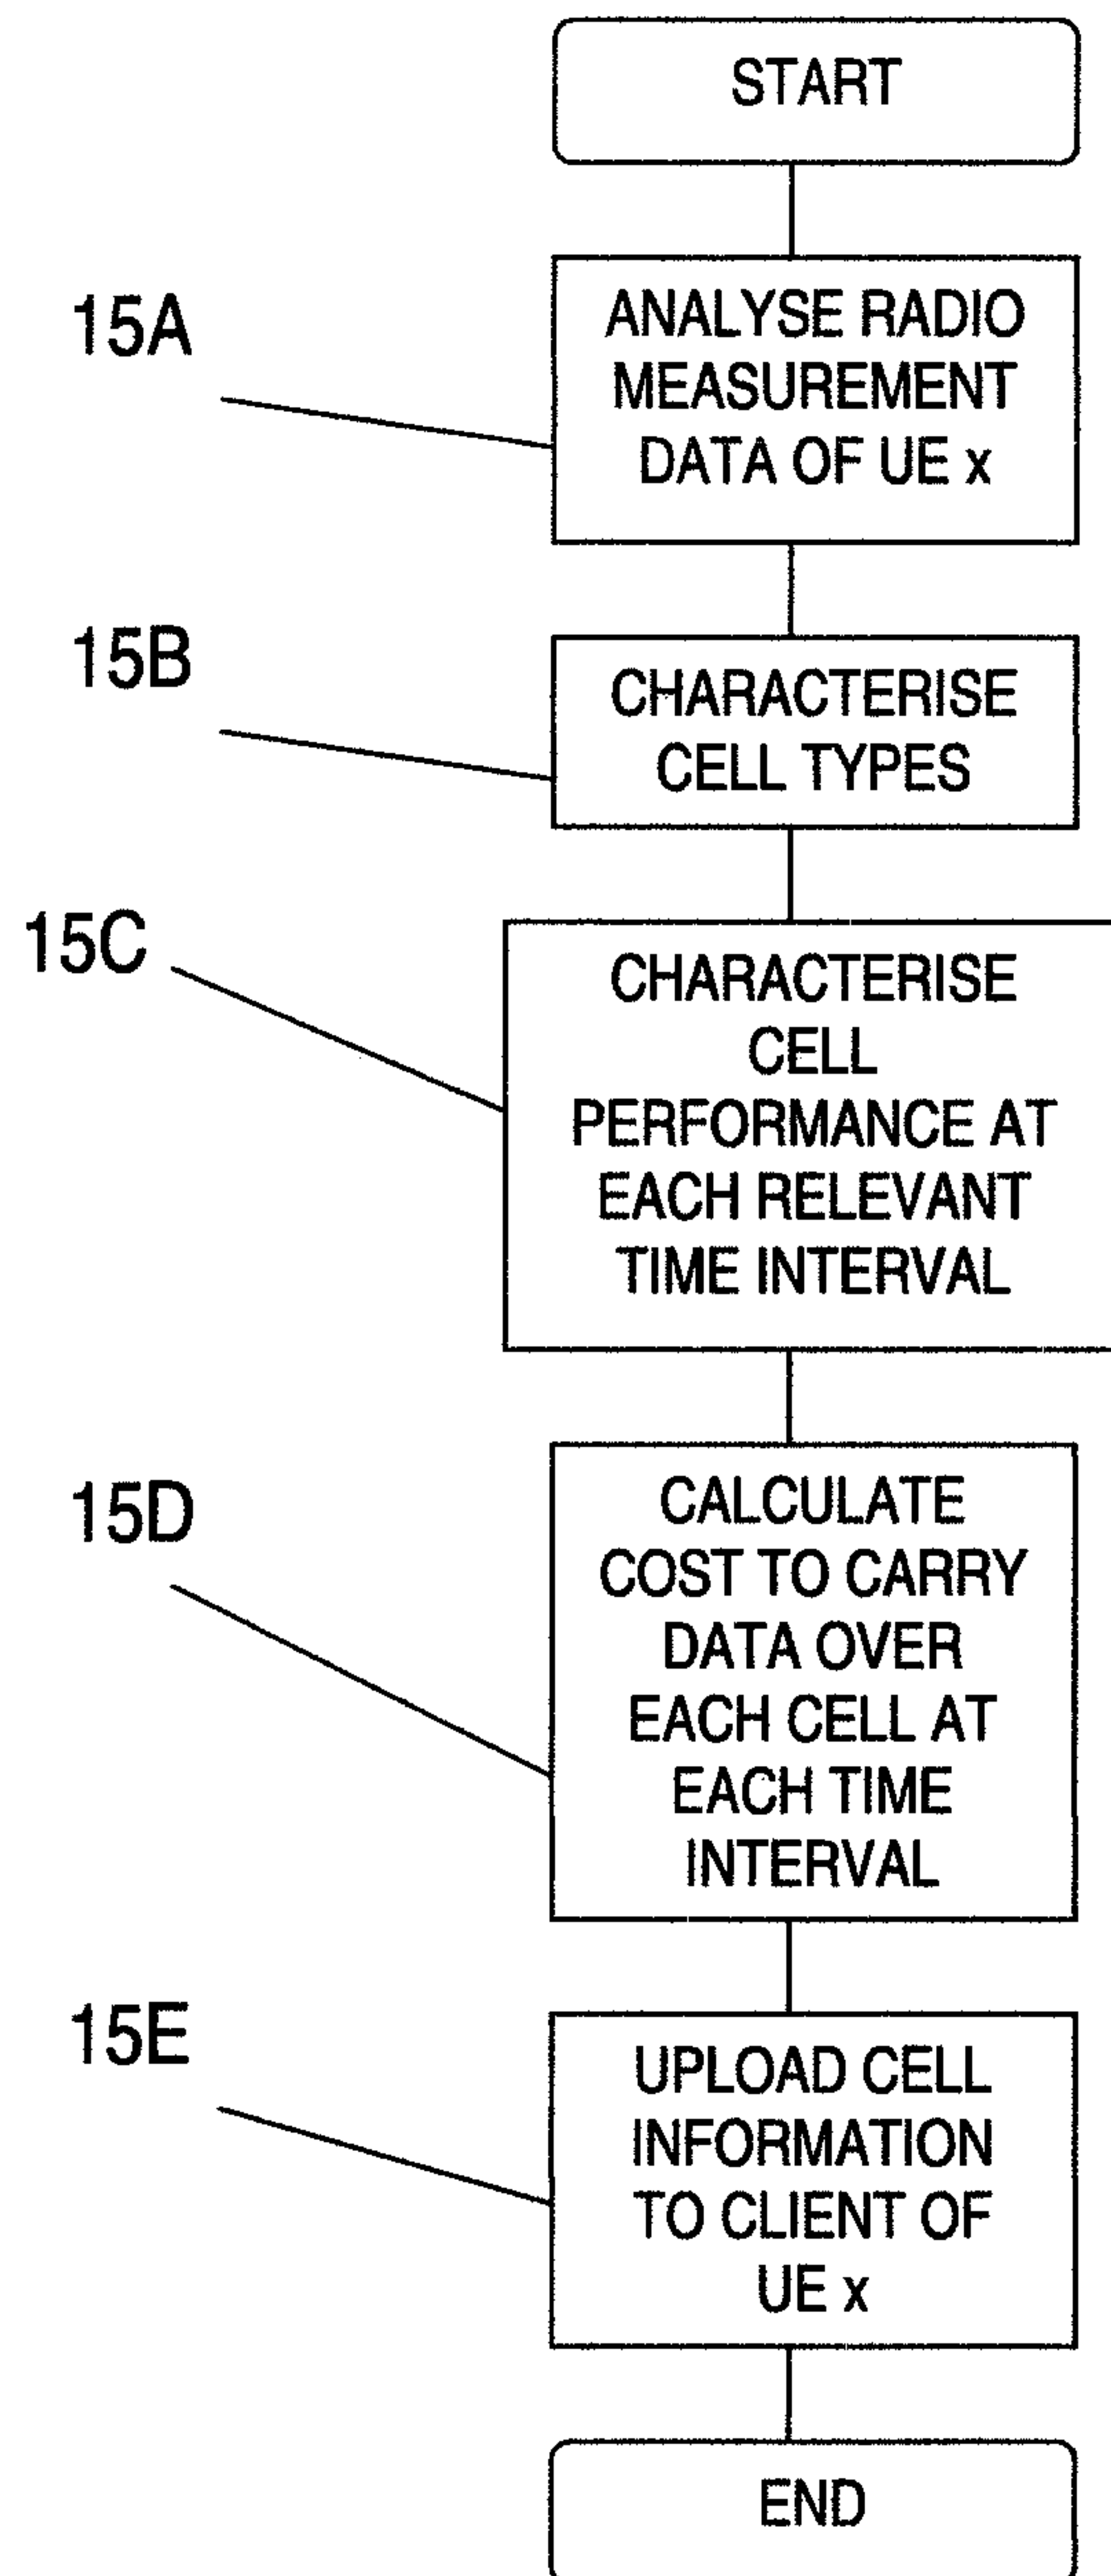 START
15A
ANALYSE RADIO
MEASUREMENT
DATA OF UE x
15B
CHARACTERISE
CELL TYPES
15C
CHARACTERISE
CELL
PERFORMANCE AT
EACH RELEVANT
TIME INTERVAL
15D
CALCULATE
COST TO CARRY
DATA OVER
EACH CELL AT
EACH TIME
INTERVAL
15E
UPLOAD CELL
INFORMATION
TO CLIENT OF
UE x
END